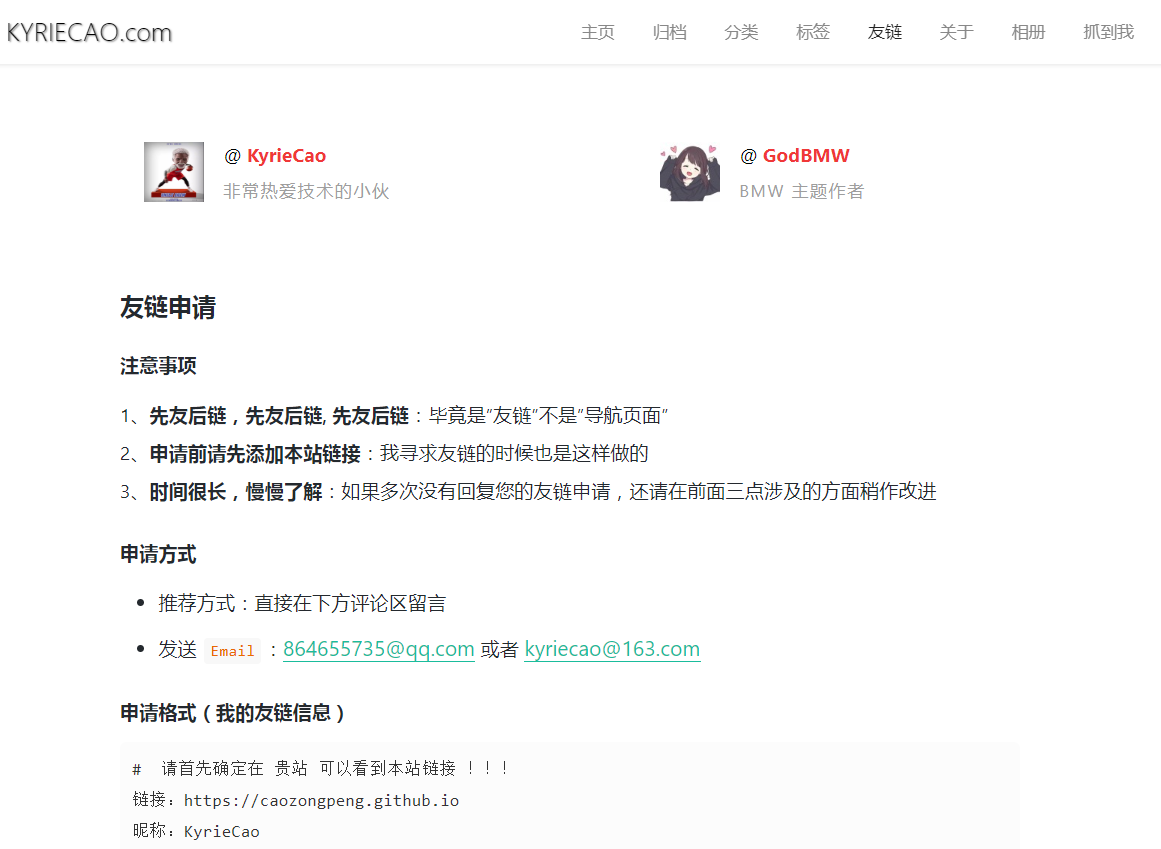 KYRIECAO.com 主页 归档 分类 标签 友链 关于 相册 抓到我
@ KyrieCao
非常热爱技术的小伙
@ GodBMW
BMW 主题作者
友链申请
注意事项
1、先友后链，先友后链, 先友后链：毕竟是"友链"不是"导航页面"
2、申请前请先添加本站链接：我寻求友链的时候也是这样做的
3、时间很长，慢慢了解：如果多次没有回复您的友链申请，还请在前面三点涉及的方面稍作改进
申请方式
• 推荐方式：直接在下方评论区留言
• 发送 Email ：864655735@qq.com 或者 kyriecao@163.com
申请格式（我的友链信息）
# 请首先确定在 贵站 可以看到本站链接 ！！！
链接：https://caozongpeng.github.io
昵称：KyrieCao